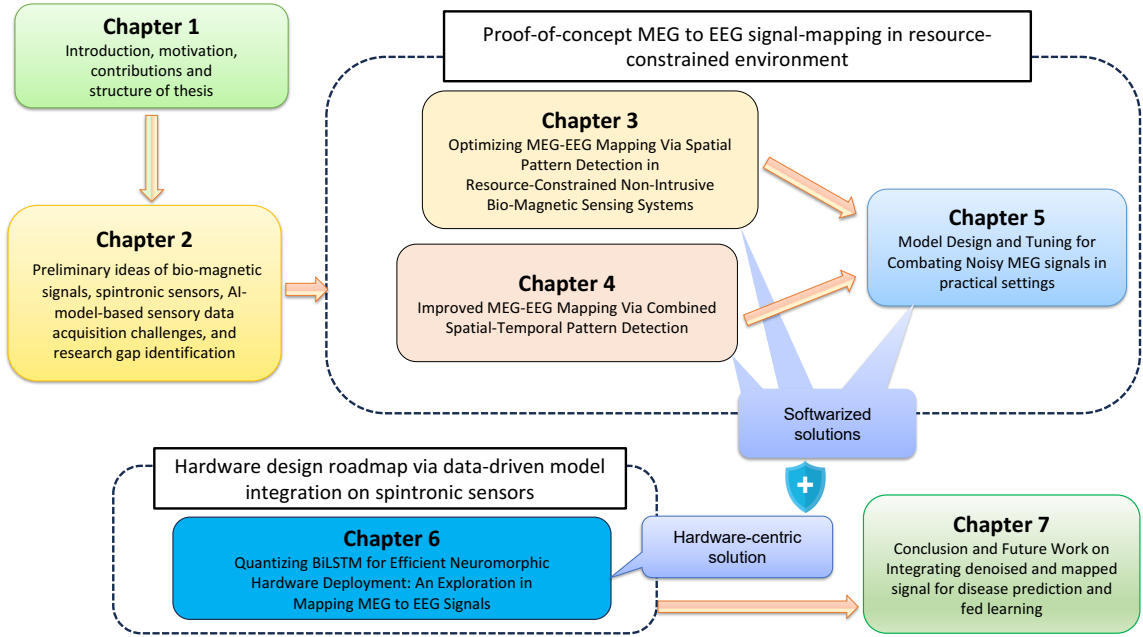 Chapter 1
Introduction, motivation,
contributions and
structure of thesis
Chapter 2
Preliminary ideas of bio-magnetic
signals, spintronic sensors, AI-
model-based sensory data
acquisition challenges, and
research gap identification
Proof-of-concept MEG to EEG signal-mapping in resource-
constrained environment
Chapter 3
Optimizing MEG-EEG Mapping Via Spatial
Pattern Detection in
Resource-Constrained Non-Intrusive
Bio-Magnetic Sensing Systems
Chapter 4
Improved MEG-EEG Mapping Via Combined
Spatial-Temporal Pattern Detection
Chapter 5
Model Design and Tuning for
Combating Noisy MEG signals in
practical settings
Softwarized
solutions
Hardware design roadmap via data-driven model
integration on spintronic sensors
Chapter 6
Quantizing BiLSTM for Efficient Neuromorphic
Hardware Deployment: An Exploration in
Mapping MEG to EEG Signals
Hardware-centric
solution
Chapter 7
Conclusion and Future Work on
Integrating denoised and mapped
signal for disease prediction and
fed learning